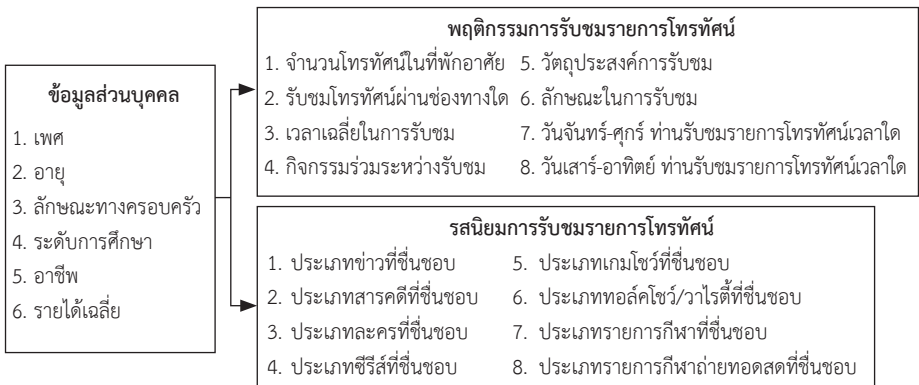 ข้อมูลส่วนบุคคล
1. เพศ
2. อายุ
3. ลักษณะทางครอบครัว
4. ระดับการศึกษา
5. อาชีพ
6. รายได้เฉลี่ย
พฤติกรรมการรับชมรายการโทรทัศน์
1. จำนวนโทรทัศน์ในที่พักอาศัย
2. รับชมโทรทัศน์ผ่านช่องทางใด
3. เวลาเฉลี่ยในการรับชม
4. กิจกรรมร่วมระหว่างรับชม
5. วัตถุประสงค์การรับชม
6. ลักษณะในการรับชม
7. วันจันทร์-ศุกร์ ท่านรับชมรายการโทรทัศน์เวลาใด
8. วันเสาร์-อาทิตย์ ท่านรับชมรายการโทรทัศน์เวลาใด
รสนิยมการรับชมรายการโทรทัศน์
1. ประเภทข่าวที่ชื่นชอบ
2. ประเภทสารคดีที่ชื่นชอบ
3. ประเภทละครที่ชื่นชอบ
4. ประเภทซีรีส์ที่ชื่นชอบ
5. ประเภทเกมโชว์ที่ชื่นชอบ
6. ประเภททอล์คโชว์/วาไรตี้ที่ชื่นชอบ
7. ประเภทรายการกีฬาที่ชื่นชอบ
8. ประเภทรายการกีฬาถ่ายทอดสดที่ชื่นชอบ